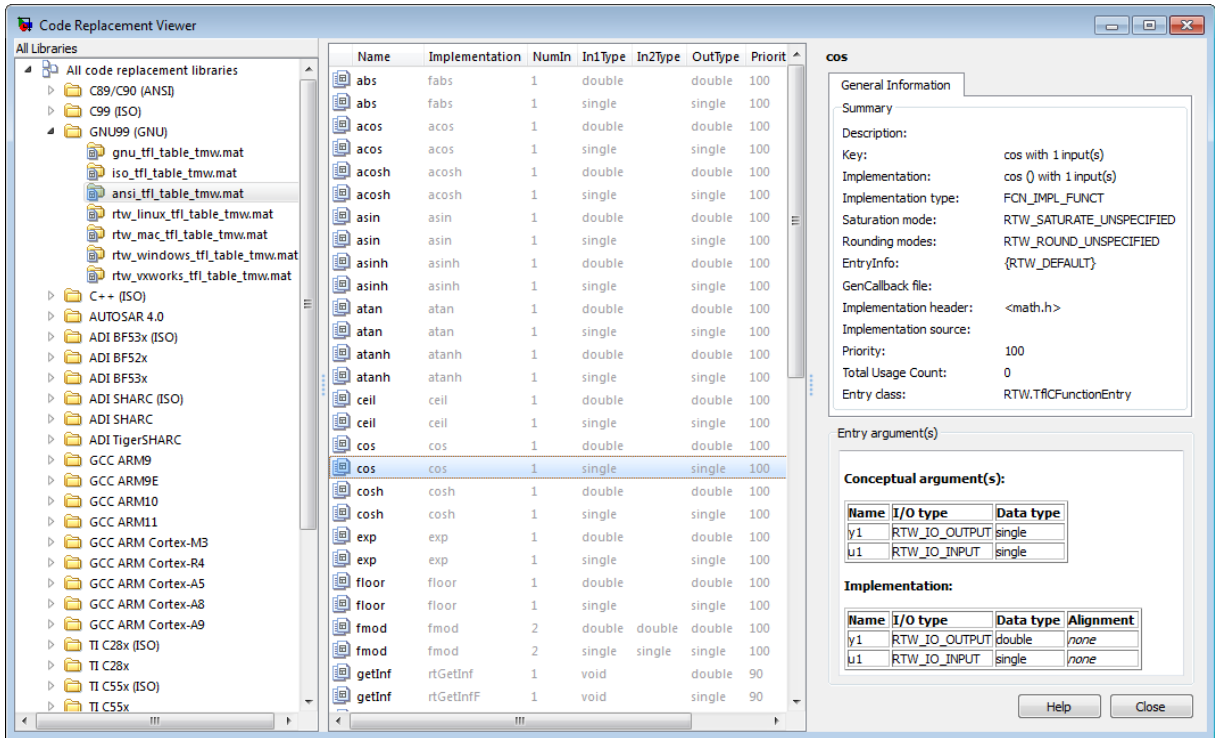 Code Replacement Viewer
All Libraries
All code replacement libraries
C89/C90 (ANSI)
C99 (ISO)
GNU99 (GNU)
gnu_tfl_table_tmw.mat
iso_tfl_table_tmw.mat
ansi_tfl_table_tmw.mat
rtw_linux_tfl_table_tmw.mat
rtw_mac_tfl_table_tmw.mat
rtw_windows_tfl_table_tmw.mat
rtw_vxworks_tfl_table_tmw.mat
C++ (ISO)
AUTOSAR 4.0
ADI BF53x (ISO)
ADI BF52x
ADI BF53x
ADI SHARC (ISO)
ADI SHARC
ADI TigerSHARC
GCC ARM9
GCC ARM9E
GCC ARM10
GCC ARM11
GCC ARM Cortex-M3
GCC ARM Cortex-R4
GCC ARM Cortex-A5
GCC ARM Cortex-A8
GCC ARM Cortex-A9
TI C28x (ISO)
TI C28x
TI C55x (ISO)
TI C55x
Name Implementation NumIn In1Type In2Type OutType Priorit
abs fabs 1 double double 100
abs fabs 1 single single 100
acos acos 1 double double 100
acos acos 1 single single 100
acosh acosh 1 double double 100
acosh acosh 1 single single 100
asin asin 1 double double 100
asin asin 1 single single 100
asinh asinh 1 double double 100
asinh asinh 1 single single 100
atan atan 1 double double 100
atan atan 1 single single 100
atanh atanh 1 double double 100
atanh atanh 1 single single 100
ceil ceil 1 double double 100
ceil ceil 1 single single 100
cos cos 1 double double 100
cos cos 1 single single 100
cosh cosh 1 double double 100
cosh cosh 1 single single 100
exp exp 1 double double 100
exp exp 1 single single 100
floor floor 1 double double 100
floor floor 1 single single 100
fmod fmod 2 double double double 100
fmod fmod 2 single single single 100
getInf rtGetInf 1 void double 90
getInf rtGetInfF 1 void single 90
cos
General Information
Summary
Description:
Key: cos with 1 input(s)
Implementation: cos () with 1 input(s)
Implementation type: FCN_IMPL_FUNCT
Saturation mode: RTW_SATURATE_UNSPECIFIED
Rounding modes: RTW_ROUND_UNSPECIFIED
EntryInfo: {RTW_DEFAULT}
GenCallback file:
Implementation header: <math.h>
Implementation source:
Priority: 100
Total Usage Count: 0
Entry class: RTW.TflCFunctionEntry
Entry argument(s)
Conceptual argument(s):
Name I/O type Data type
y1 RTW_IO_OUTPUT single
u1 RTW_IO_INPUT single
Implementation:
Name I/O type Data type Alignment
y1 RTW_IO_OUTPUT double none
u1 RTW_IO_INPUT single none
Help Close